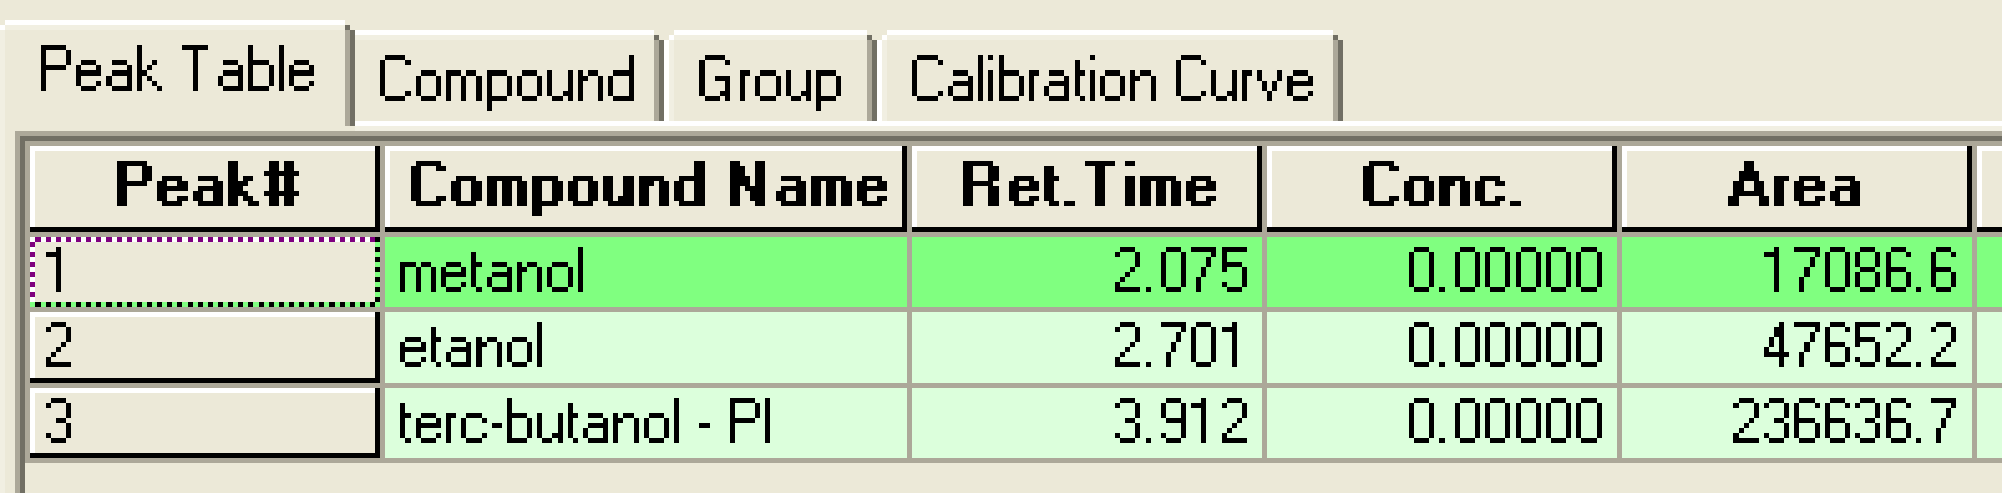 Peak Table Compound Group Calibration Curve
Peak# Compound Name Ret.Time Conc. Area
1 metanol 2.075 0.00000 17086.6
2 etanol 2.701 0.00000 47652.2
3 terc-butanol - PI 3.912 0.00000 236636.7